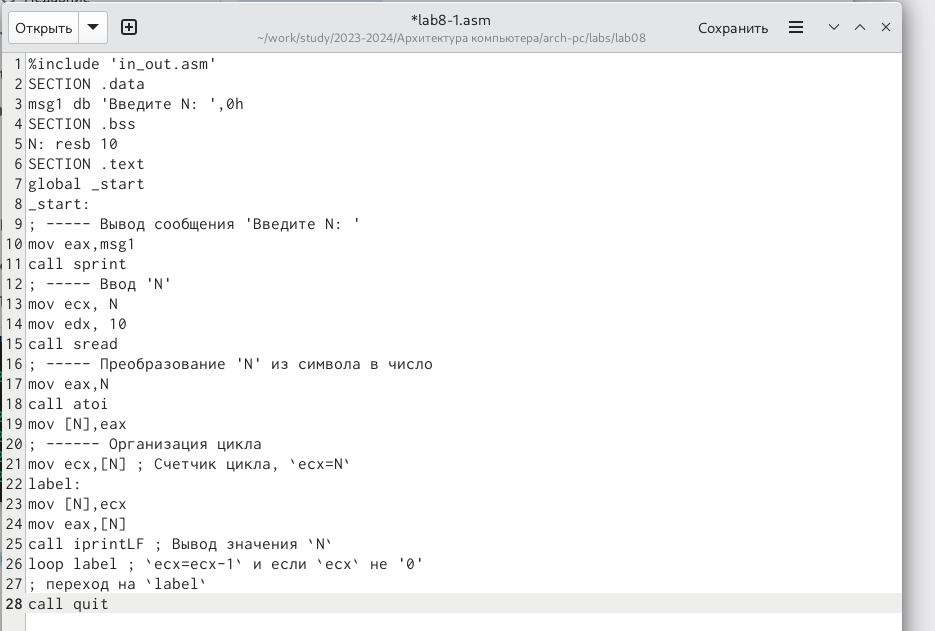 Открыть
*lab8-1.asm
~/work/study/2023-2024/Архитектура компьютера/arch-pc/labs/lab08
Сохранить
1 %include 'in_out.asm'
2 SECTION .data
3 msg1 db 'Введите N: ',0h
4 SECTION .bss
5 N: resb 10
6 SECTION .text
7 global _start
8 _start:
9 ; ----- Вывод сообщения 'Введите N: '
10 mov eax,msg1
11 call sprint
12 ; ----- Ввод 'N'
13 mov ecx, N
14 mov edx, 10
15 call sread
16 ; ----- Преобразование 'N' из символа в число
17 mov eax,N
18 call atoi
19 mov [N],eax
20 ; ------ Организация цикла
21 mov ecx,[N] ; Счетчик цикла, `ecx=N`
22 label:
23 mov [N],ecx
24 mov eax,[N]
25 call iprintLF ; Вывод значения `N`
26 loop label ; `ecx=ecx-1` и если `ecx` не '0'
27 ; переход на `label`
28 call quit